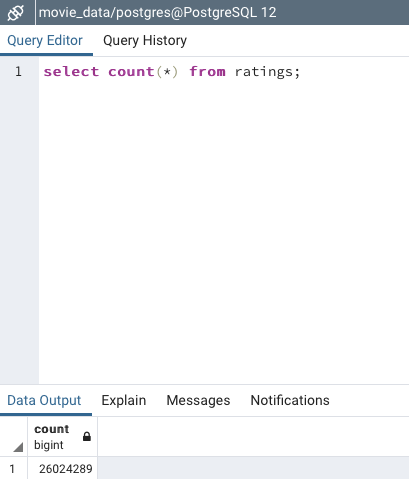 movie_data/postgres@PostgreSQL 12
Query Editor Query History
1 select count(*) from ratings;
Data Output Explain Messages Notifications
count
bigint
1 26024289